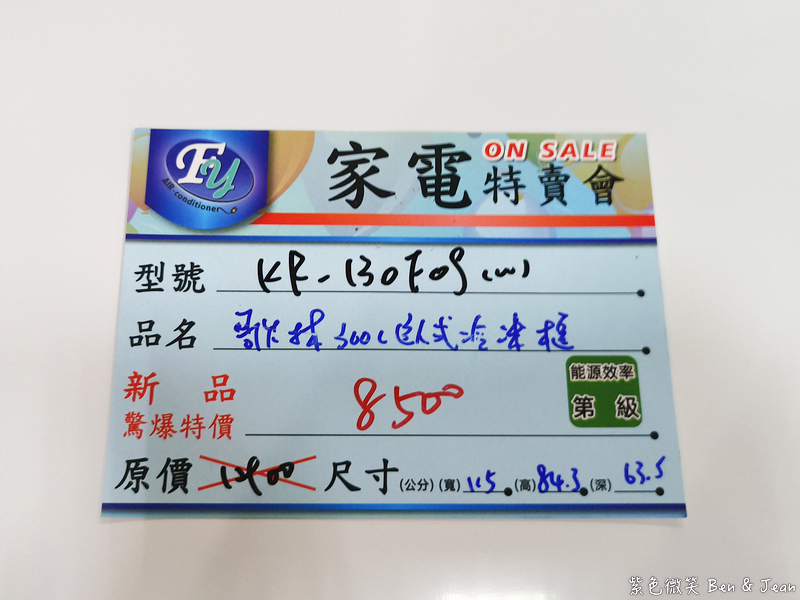 FY
AIR-conditioner
家電 ON SALE 特賣會
型號 KR-130F09(W)
品名 歌林300L臥式冷凍櫃
新品 驚爆特價 8500
能源效率
第 級
原價 尺寸(公分)(寬)115(高)84.3(深)63.5
紫色微笑 Ben & Jean